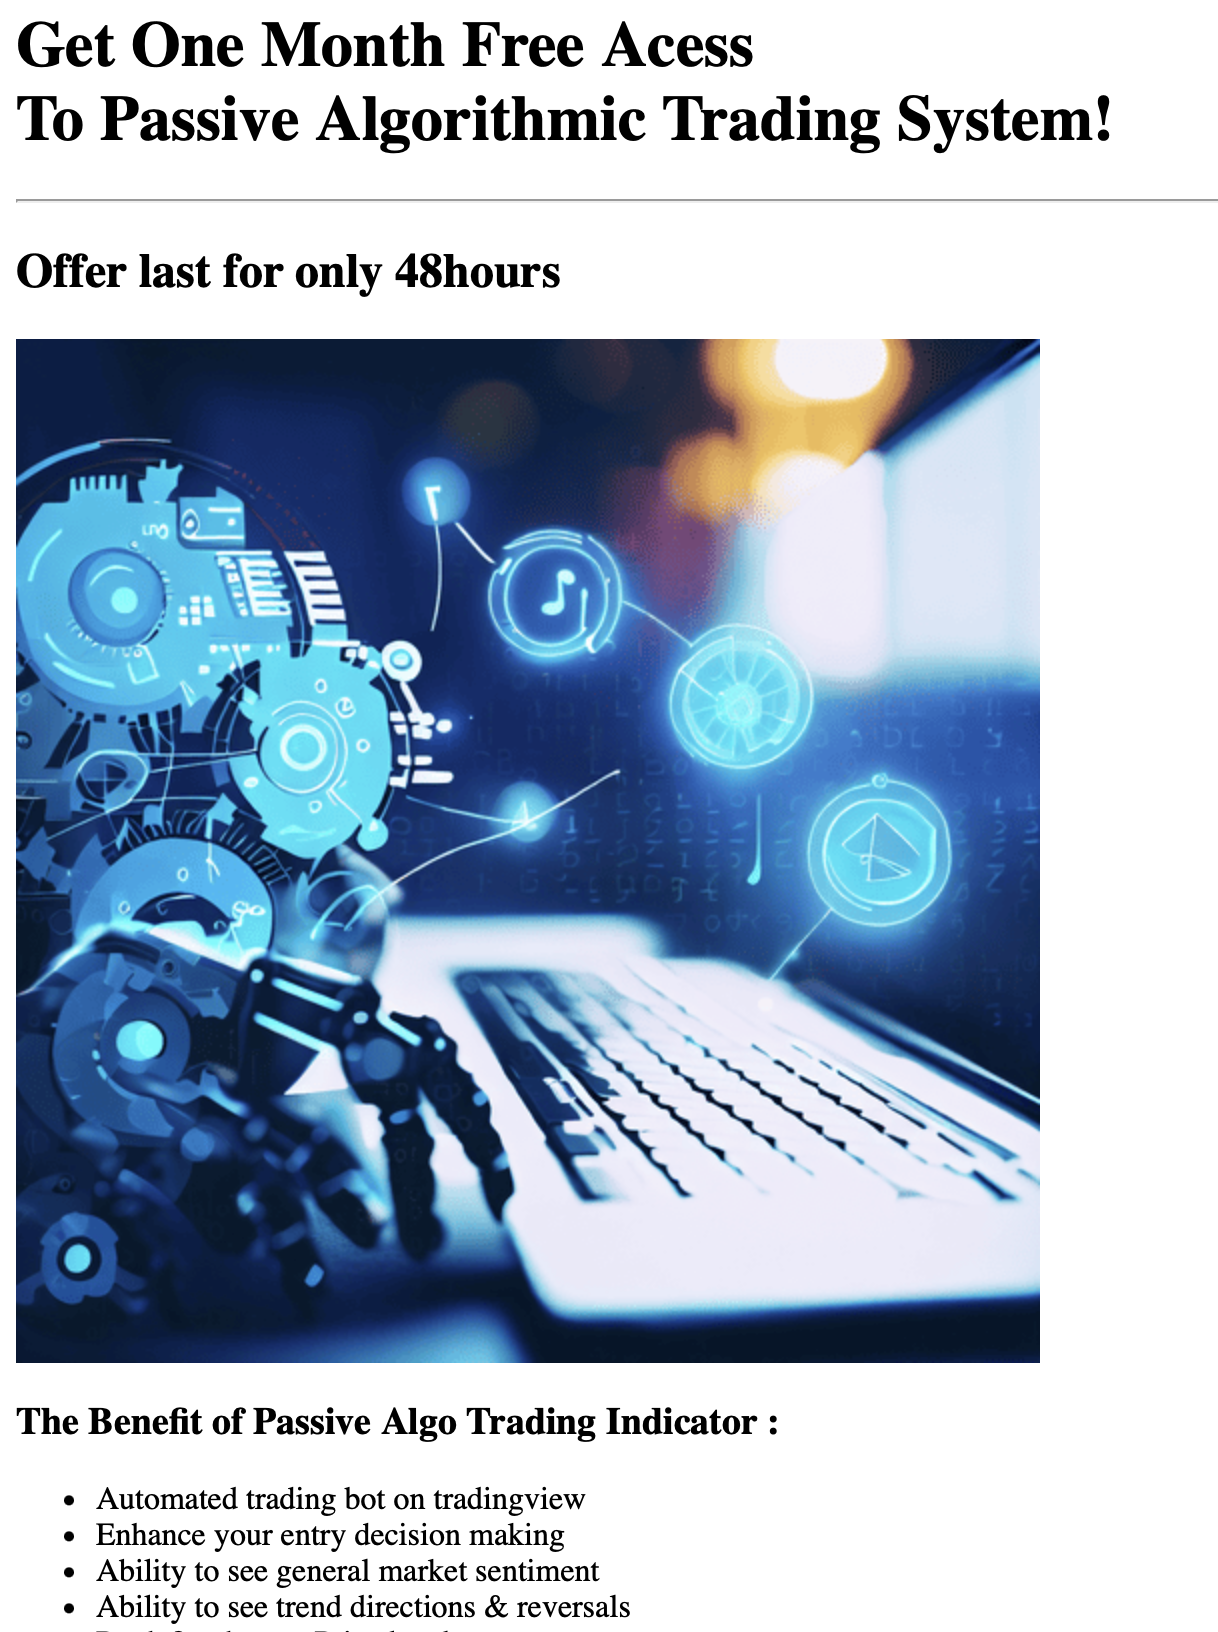 Get One Month Free Acess
To Passive Algorithmic Trading System!
Offer last for only 48hours
The Benefit of Passive Algo Trading Indicator :
Automated trading bot on tradingview
Enhance your entry decision making
Ability to see general market sentiment
Ability to see trend directions & reversals